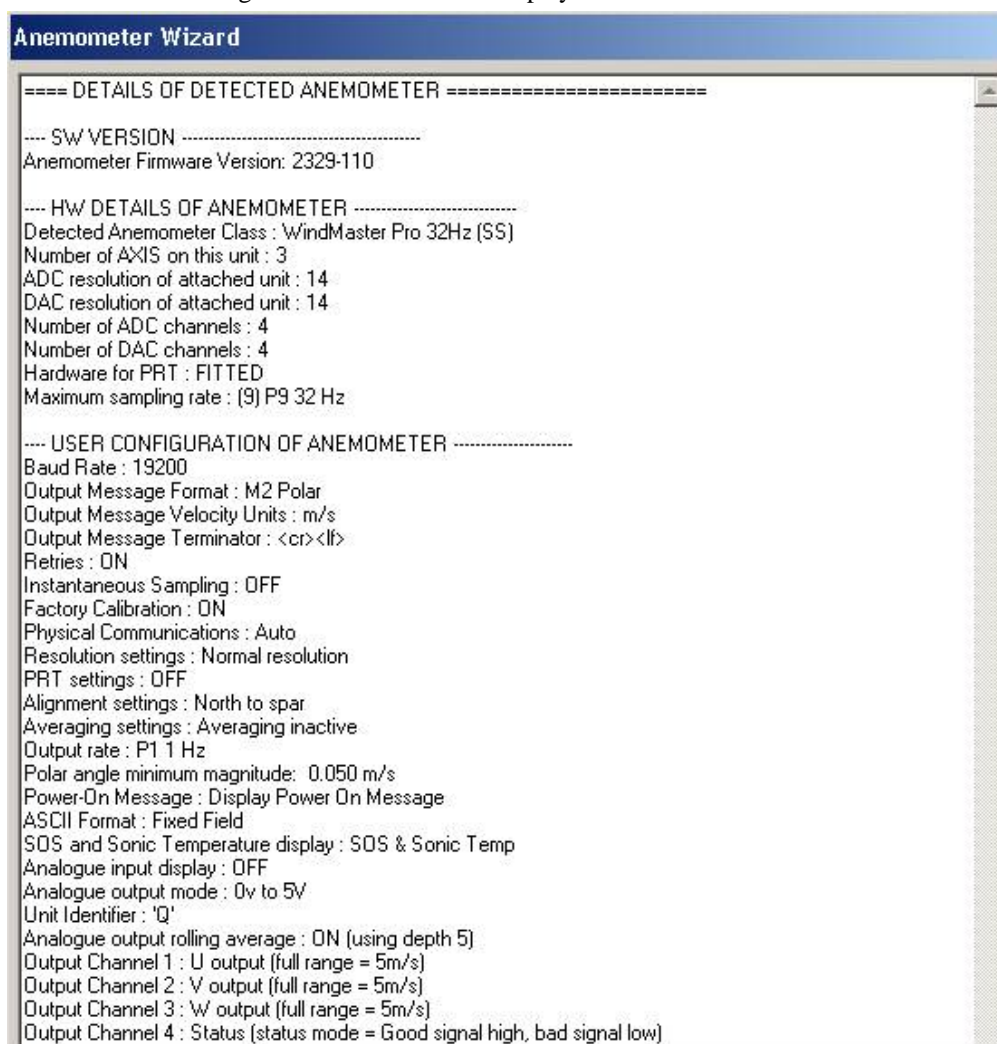 Anemometer Wizard
==== DETAILS OF DETECTED ANEMOMETER ========================
---- SW VERSION ------------------------------------------
Anemometer Firmware Version: 2329-110
---- HW DETAILS OF ANEMOMETER -----------------------------
Detected Anemometer Class : WindMaster Pro 32Hz (SS)
Number of AXIS on this unit : 3
ADC resolution of attached unit : 14
DAC resolution of attached unit : 14
Number of ADC channels : 4
Number of DAC channels : 4
Hardware for PRT : FITTED
Maximum sampling rate : (9) P9 32 Hz
---- USER CONFIGURATION OF ANEMOMETER ---------------------
Baud Rate : 19200
Output Message Format : M2 Polar
Output Message Velocity Units : m/s
Output Message Terminator : <cr><lf>
Retries : ON
Instantaneous Sampling : OFF
Factory Calibration : ON
Physical Communications : Auto
Resolution settings : Normal resolution
PRT settings : OFF
Alignment settings : North to spar
Averaging settings : Averaging inactive
Output rate : P1 1 Hz
Polar angle minimum magnitude:  0.050 m/s
Power-On Message : Display Power On Message
ASCII Format : Fixed Field
SOS and Sonic Temperature display : SOS & Sonic Temp
Analogue input display : OFF
Analogue output mode : 0v to 5V
Unit Identifier : 'Q'
Analogue output rolling average : ON (using depth 5)
Output Channel 1 : U output (full range = 5m/s)
Output Channel 2 : V output (full range = 5m/s)
Output Channel 3 : W output (full range = 5m/s)
Output Channel 4 : Status (status mode = Good signal high, bad signal low)